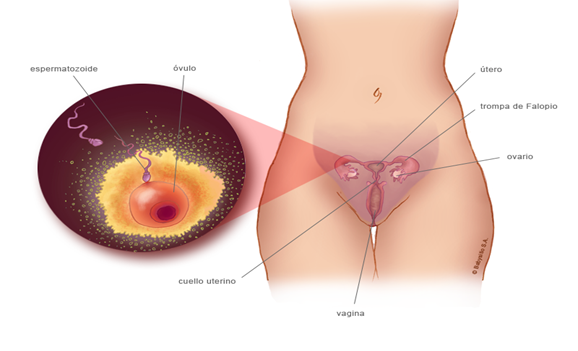 espermatozoide
óvulo
útero
trompa de Falopio
ovario
cuello uterino
vagina